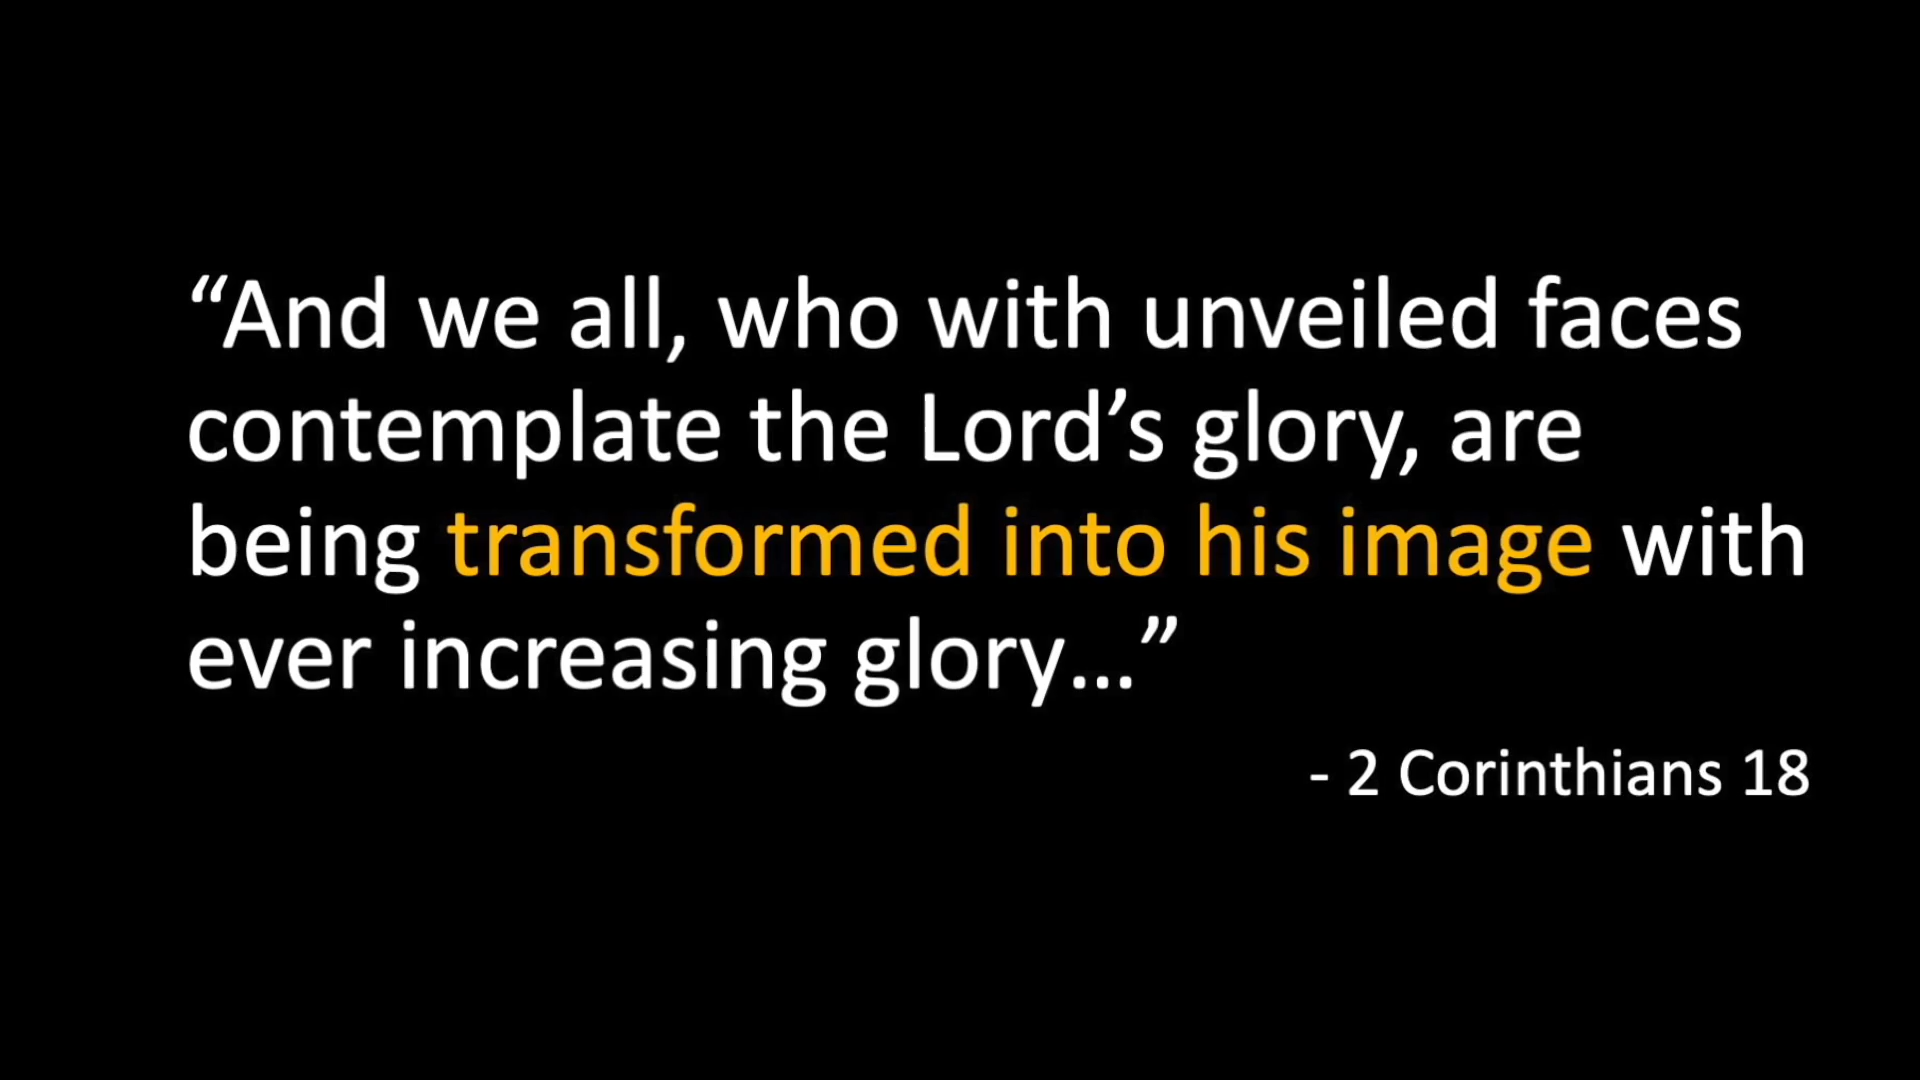 “And we all, who with unveiled faces
contemplate the Lord’s glory, are
being transformed into his image with
ever increasing glory…”
- 2 Corinthians 18